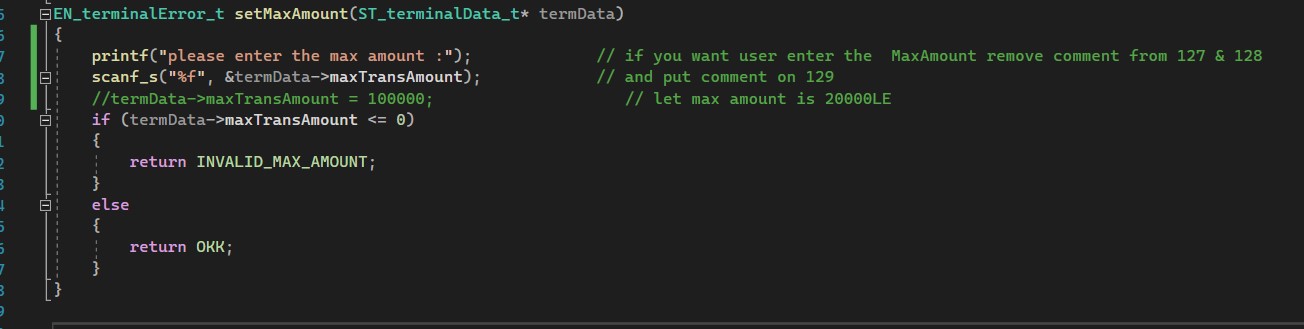 5 EN_terminalError_t setMaxAmount(ST_terminalData_t* termData)
6 {
7 printf("please enter the max amount :"); // if you want user enter the  MaxAmount remove comment from 127 & 128
8 scanf_s("%f", &termData->maxTransAmount); // and put comment on 129
9 //termData->maxTransAmount = 100000; // let max amount is 20000LE
0 if (termData->maxTransAmount <= 0)
1 {
2 return INVALID_MAX_AMOUNT;
3 }
4 else
5 {
6 return OKK;
7 }
8 }
9